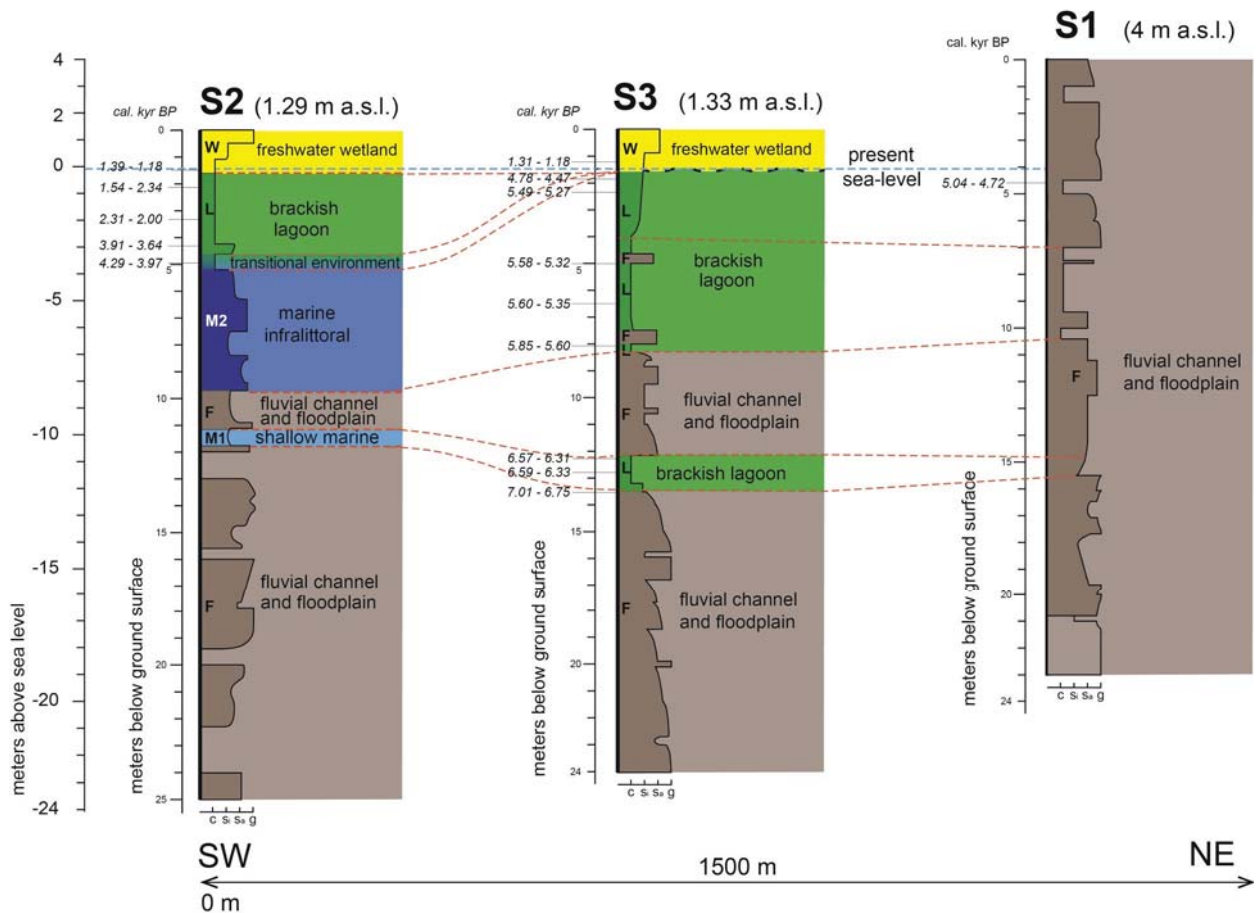 S1 (4 m a.s.l.)
cal. kyr BP
S2 (1.29 m a.s.l.)
cal. kyr BP
S3 (1.33 m a.s.l.)
cal. kyr BP
4
2
0
-5
-10
-15
-20
-24
meters above sea level
1.39 - 1.18
1.54 - 2.34
2.31 - 2.00
3.91 - 3.64
4.29 - 3.97
0
5
10
15
20
25
meters below ground surface
W
freshwater wetland
L
brackish
lagoon
transitional environment
M2
marine
infralittoral
F
fluvial channel
and floodplain
M1
shallow marine
F
fluvial channel
and floodplain
c si sa g
1.31 - 1.18
4.78 - 4.47
5.49 - 5.27
5.58 - 5.32
5.60 - 5.35
5.85 - 5.60
6.57 - 6.31
6.59 - 6.33
7.01 - 6.75
0
5
10
15
20
24
meters below ground surface
W
freshwater wetland
L
F
L
F
L
brackish
lagoon
F
fluvial channel
and floodplain
L
brackish lagoon
F
fluvial channel
and floodplain
c si sa g
present
sea-level
5.04 - 4.72
0
5
10
15
20
24
meters below ground surface
F
fluvial channel
and floodplain
c si sa g
SW
1500 m
NE
0 m